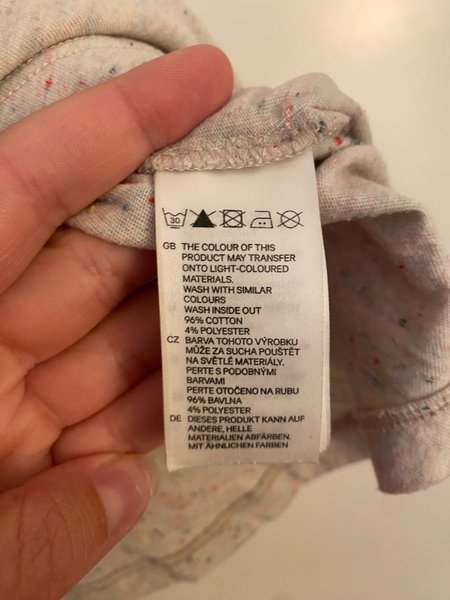 30
GB THE COLOUR OF THIS
PRODUCT MAY TRANSFER
ONTO LIGHT-COLOURED
MATERIALS.
WASH WITH SIMILAR
COLOURS
WASH INSIDE OUT
96% COTTON
4% POLYESTER
CZ BARVA TOHOTO VÝROBKU
MŮŽE ZA SUCHA POUŠTĚT
NA SVĚTLÉ MATERIÁLY.
PERTE S PODOBNÝMI
BARVAMI
PERTE OTOČENO NA RUBU
96% BAVLNA
4% POLYESTER
DE DIESES PRODUKT KANN AUF
ANDERE, HELLE
MATERIALIEN ABFÄRBEN.
MIT ÄHNLICHEN FARBEN